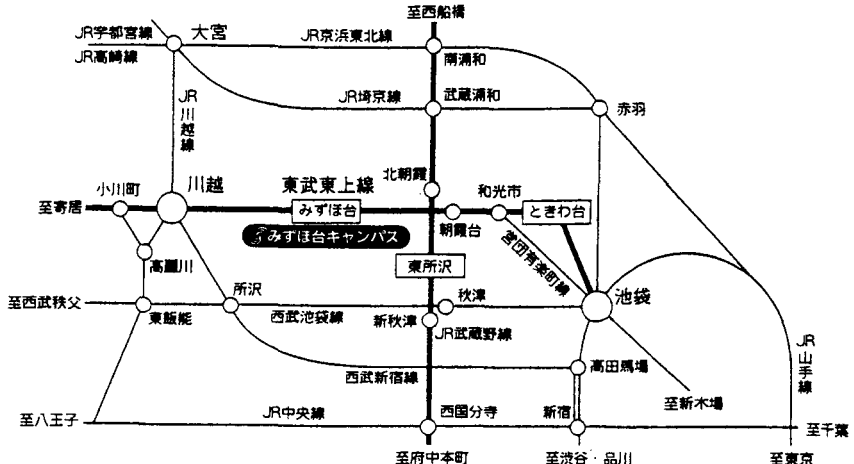 至西船橋
JR宇都宮線
大宮
JR京浜東北線
JR高崎線
南浦和
JR埼京線
武蔵浦和
赤羽
JR川越線
北朝霞
小川町
川越
東武東上線
和光市
至寄居
みずほ台
ときわ台
朝霞台
みずほ台キャンパス
営団有楽町線
高麗川
東所沢
所沢
秋津
池袋
至西武秩父
東飯能
西武池袋線
新秋津
JR武蔵野線
JR山手線
西武新宿線
高田馬場
至新木場
JR中央線
西国分寺
新宿
至八王子
至千葉
至府中本町
至渋谷・品川
至東京